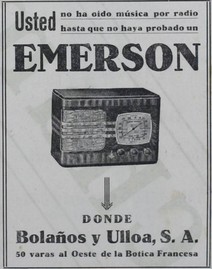 Usted no ha oido música por radio
hasta que no haya probado un
EMERSON
DONDE
Bolaños y Ulloa, S. A.
50 varas al Oeste de la Botica Francesa